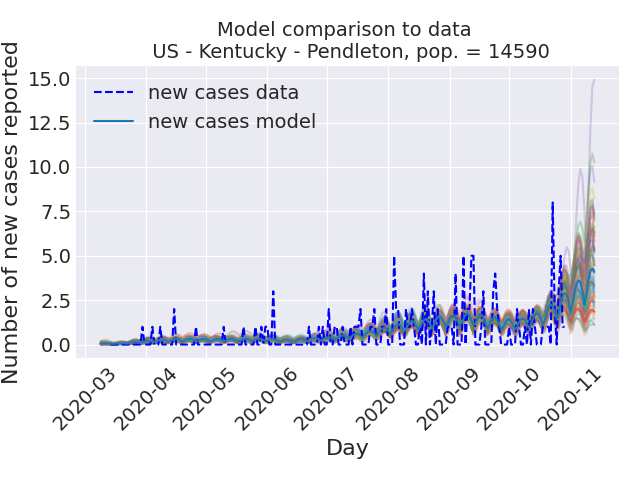 Model comparison to data
US - Kentucky - Pendleton, pop. = 14590
Number of new cases reported
15.0
12.5
10.0
7.5
5.0
2.5
0.0
new cases data
new cases model
2020-03
2020-04
2020-05
2020-06
2020-07
2020-08
2020-09
2020-10
2020-11
Day